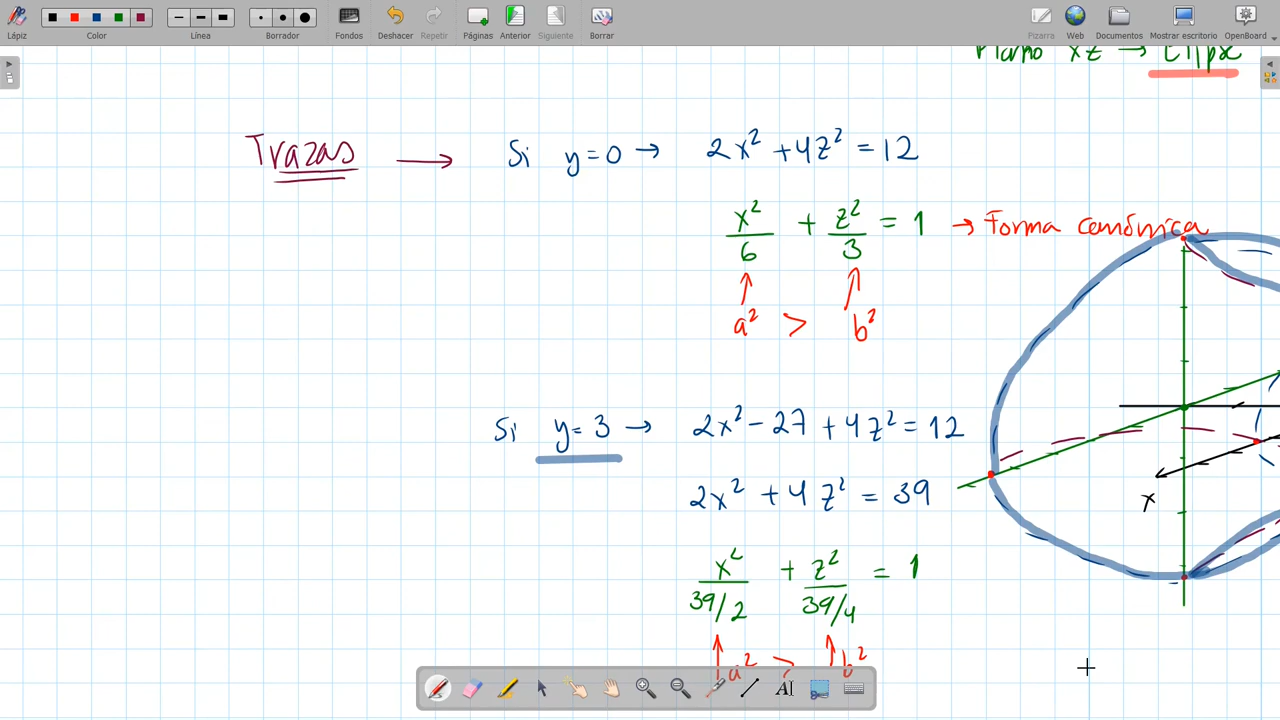 Lápiz Color Línea Borrador Fondos Deshacer Repetir Páginas Anterior Siguiente Borrar Pizarra Web Documentos Mostrar escritorio OpenBoard
Plano xz → Elipse
Trazas → Si y=0 → 2x² + 4z² = 12
x²/6 + z²/3 = 1 → Forma canónica
a² > b²
Si y=3 → 2x² - 27 + 4z² = 12
2x² + 4z² = 39
x
x²/39/2 + z²/39/4 = 1
a² > b²